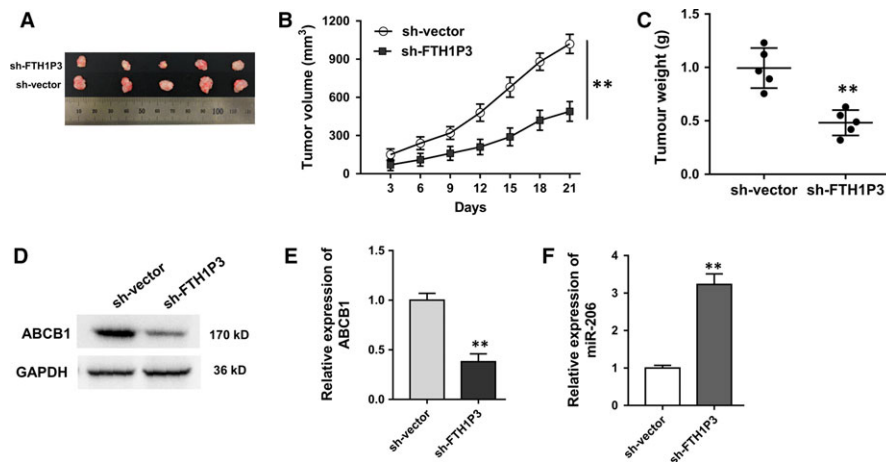 A
sh-FTH1P3
sh-vector
100
B
sh-vector
sh-FTH1P3
Tumor volume (mm3)
1200
900
600
300
0
3 6 9 12 15 18 21
Days
**
C
Tumour weight (g)
1.5
1.0
0.5
0.0
**
sh-vector sh-FTH1P3
D
sh-vector
sh-FTH1P3
ABCB1 170 kD
GAPDH 36 kD
E
Relative expression of
ABCB1
1.5
1.0
0.5
0.0
**
sh-vector
sh-FTH1P3
F
Relative expression of
miR-206
4
3
2
1
0
**
sh-vector
sh-FTH1P3